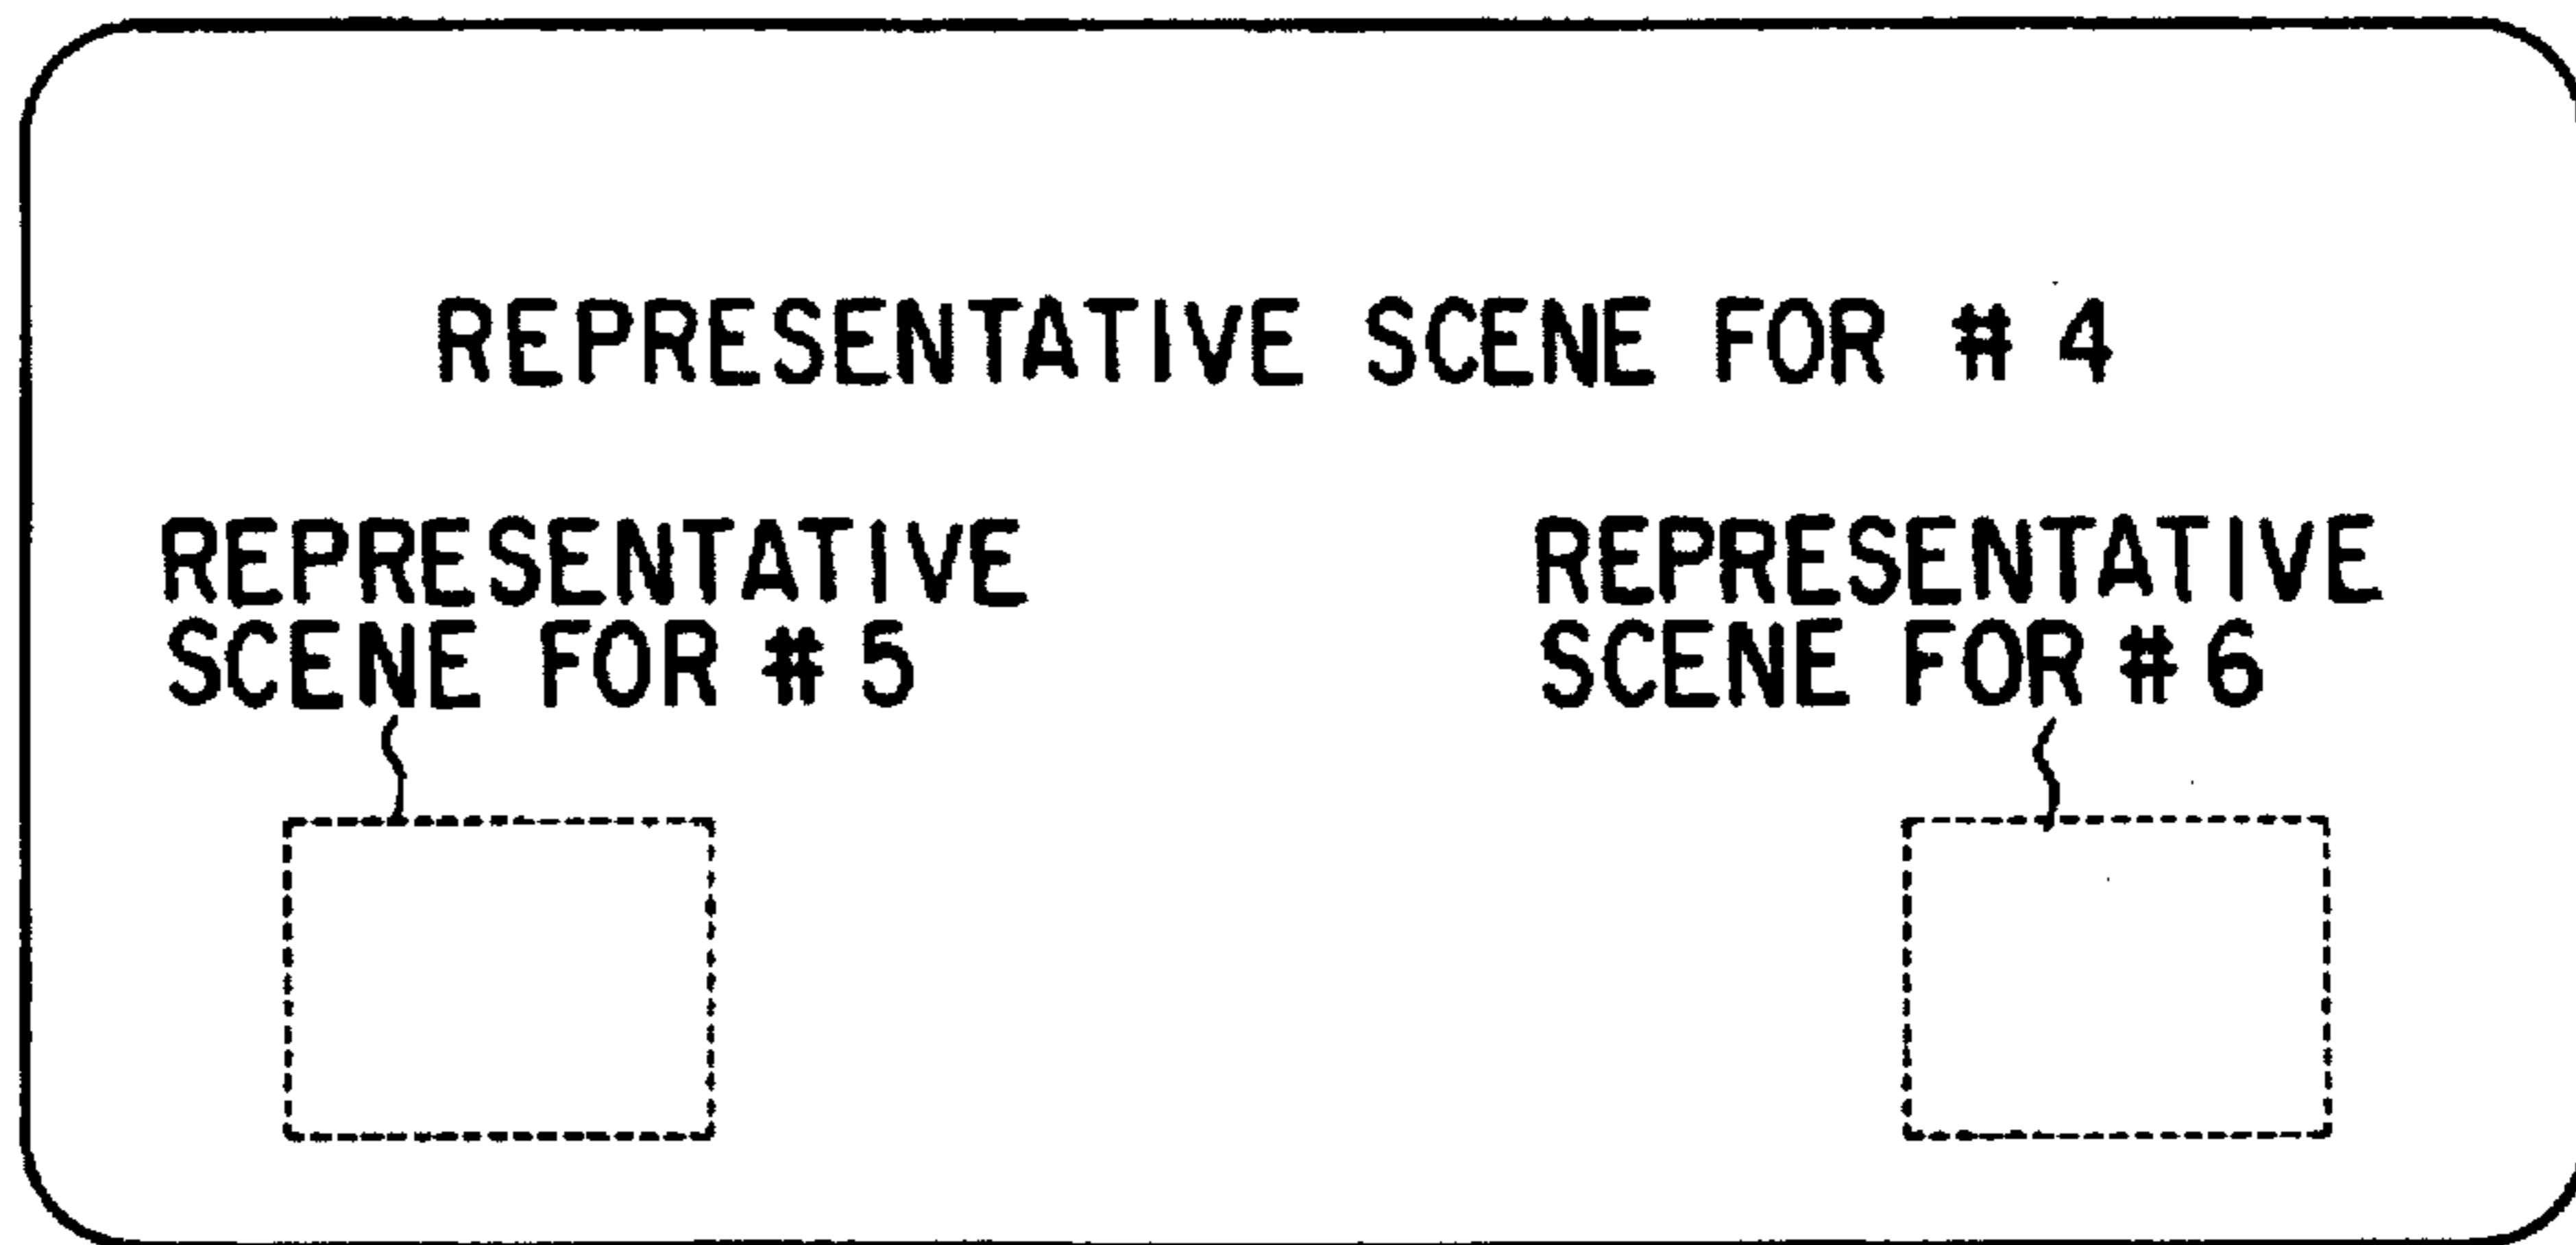 REPRESENTATIVE SCENE FOR # 4
REPRESENTATIVE
SCENE FOR # 5
REPRESENTATIVE
SCENE FOR # 6